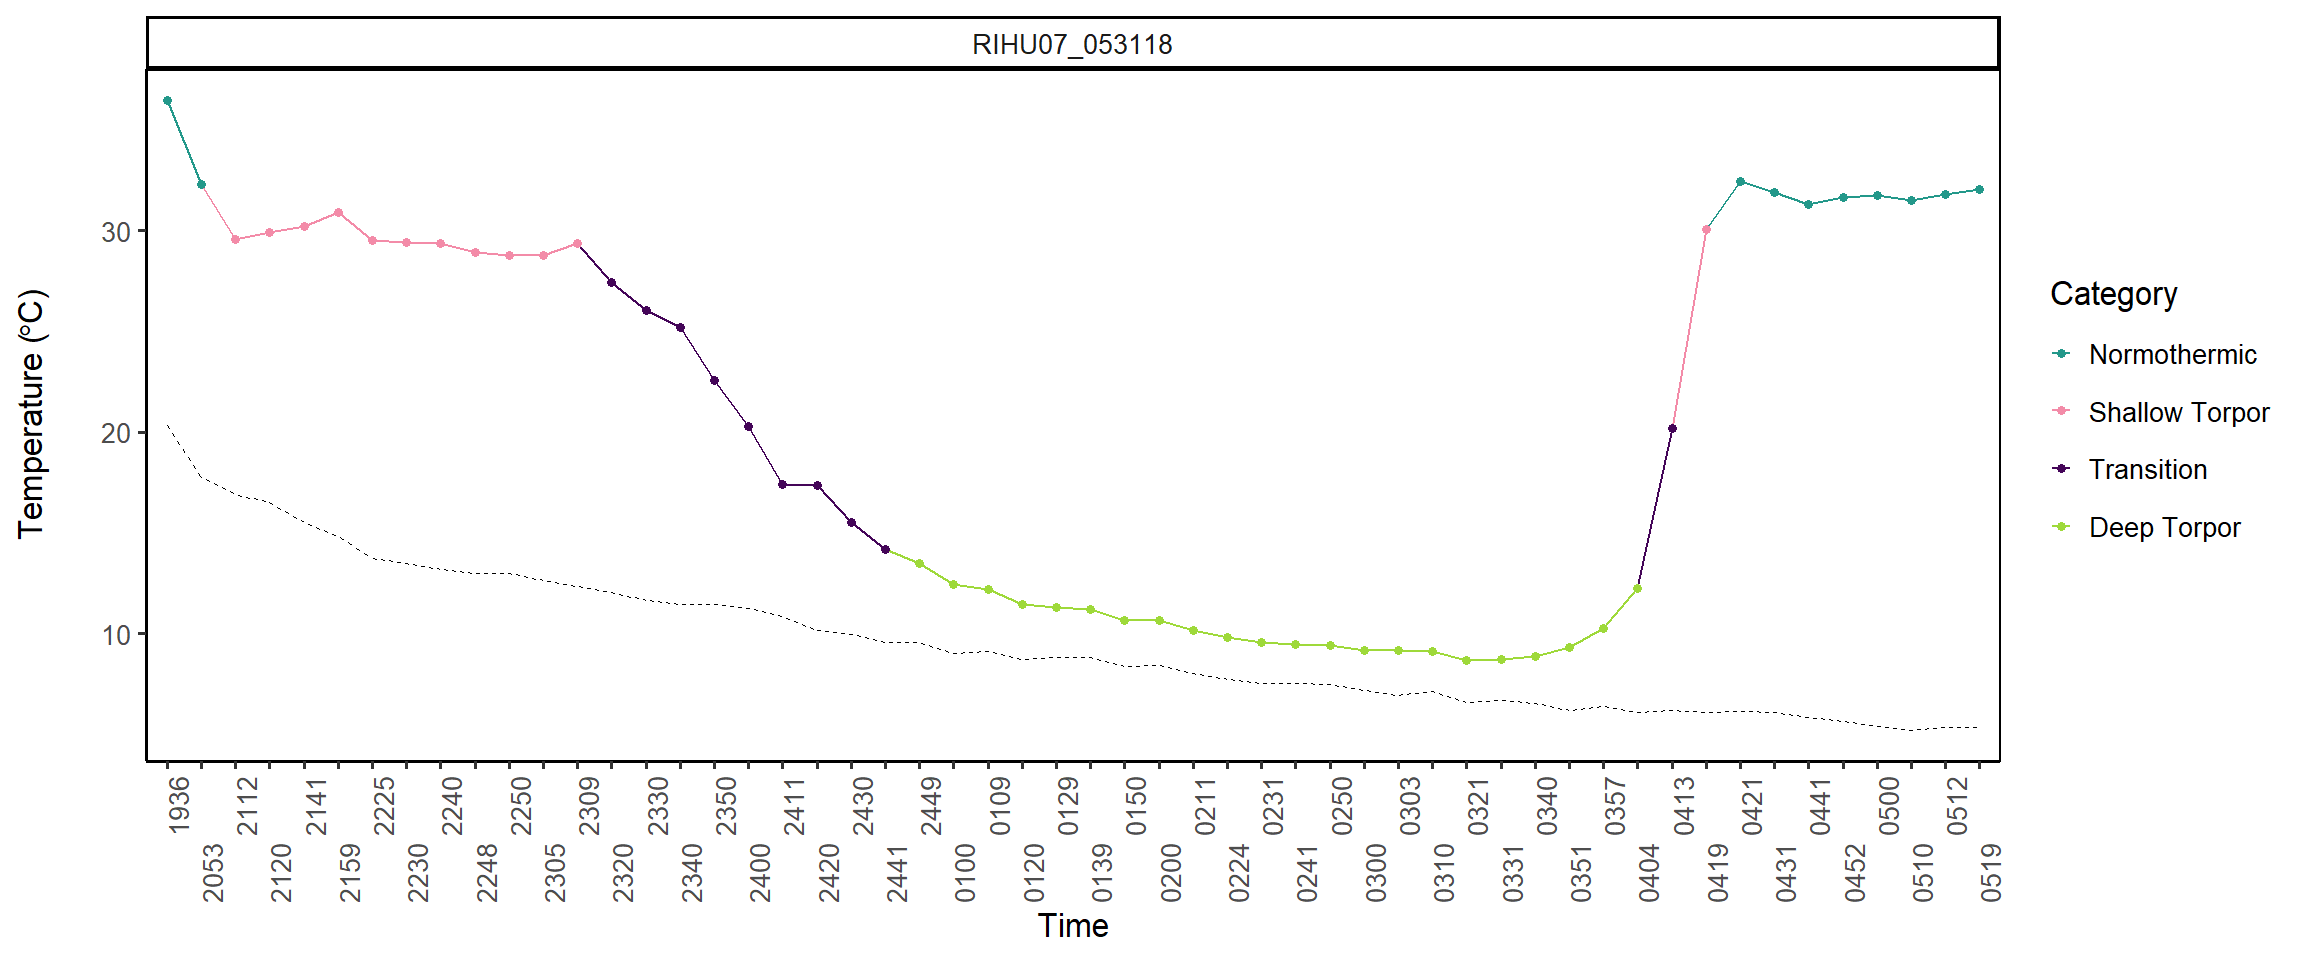 RIHU07_053118
Temperature (°C)
30
20
10
1936 2112 2141 2225 2240 2250 2309 2330 2350 2411 2430 2449 0109 0129 0150 0211 0231 0250 0303 0321 0340 0357 0413 0421 0441 0500 0512
2053 2120 2159 2230 2248 2305 2320 2340 2400 2420 2441 0100 0120 0139 0200 0224 0241 0300 0310 0331 0351 0404 0419 0431 0452 0510 0519
Time
Category
Normothermic
Shallow Torpor
Transition
Deep Torpor